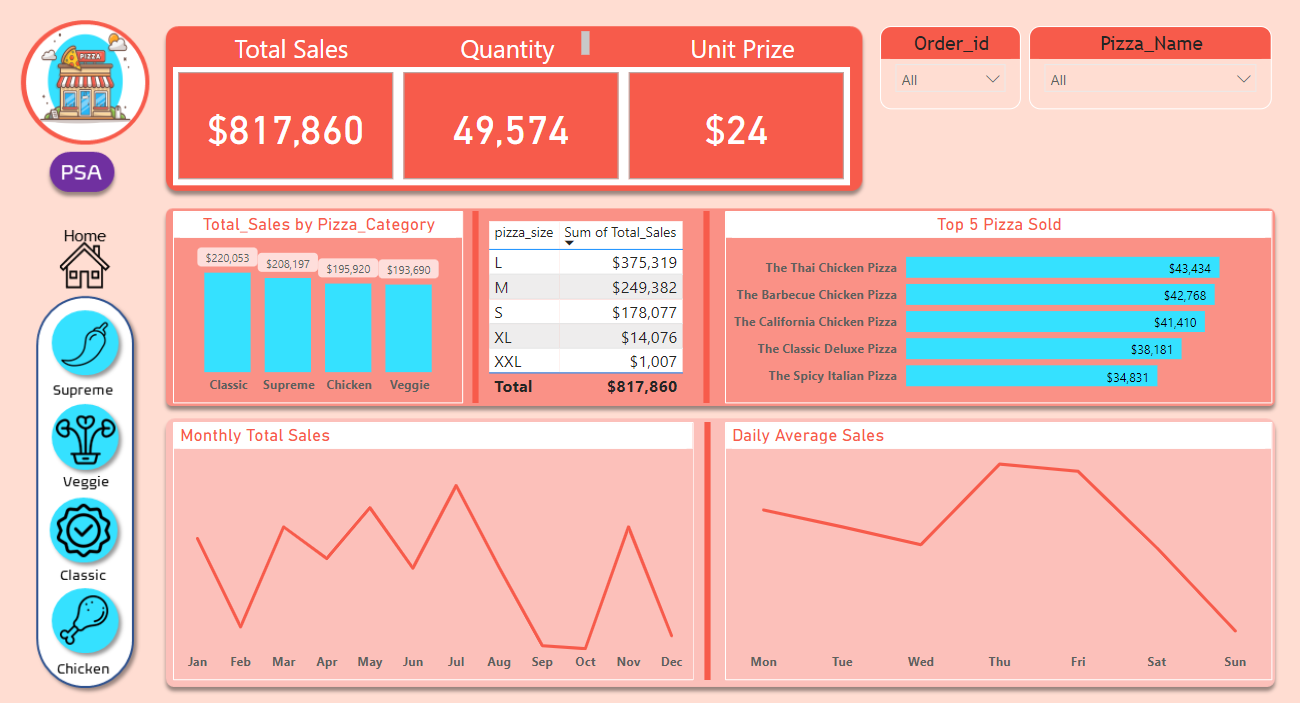 PIZZA
PSA
Home
Supreme
Veggie
Classic
Chicken
Total Sales
Quantity
Unit Prize
$817,860
49,574
$24
Order_id
All
Pizza_Name
All
Total_Sales by Pizza_Category
$220,053
$208,197
$195,920
$193,690
Classic Supreme Chicken Veggie
pizza_size Sum of Total_Sales
L $375,319
M $249,382
S $178,077
XL $14,076
XXL $1,007
Total $817,860
Top 5 Pizza Sold
The Thai Chicken Pizza $43,434
The Barbecue Chicken Pizza $42,768
The California Chicken Pizza $41,410
The Classic Deluxe Pizza $38,181
The Spicy Italian Pizza $34,831
Monthly Total Sales
Jan Feb Mar Apr May Jun Jul Aug Sep Oct Nov Dec
Daily Average Sales
Mon Tue Wed Thu Fri Sat Sun